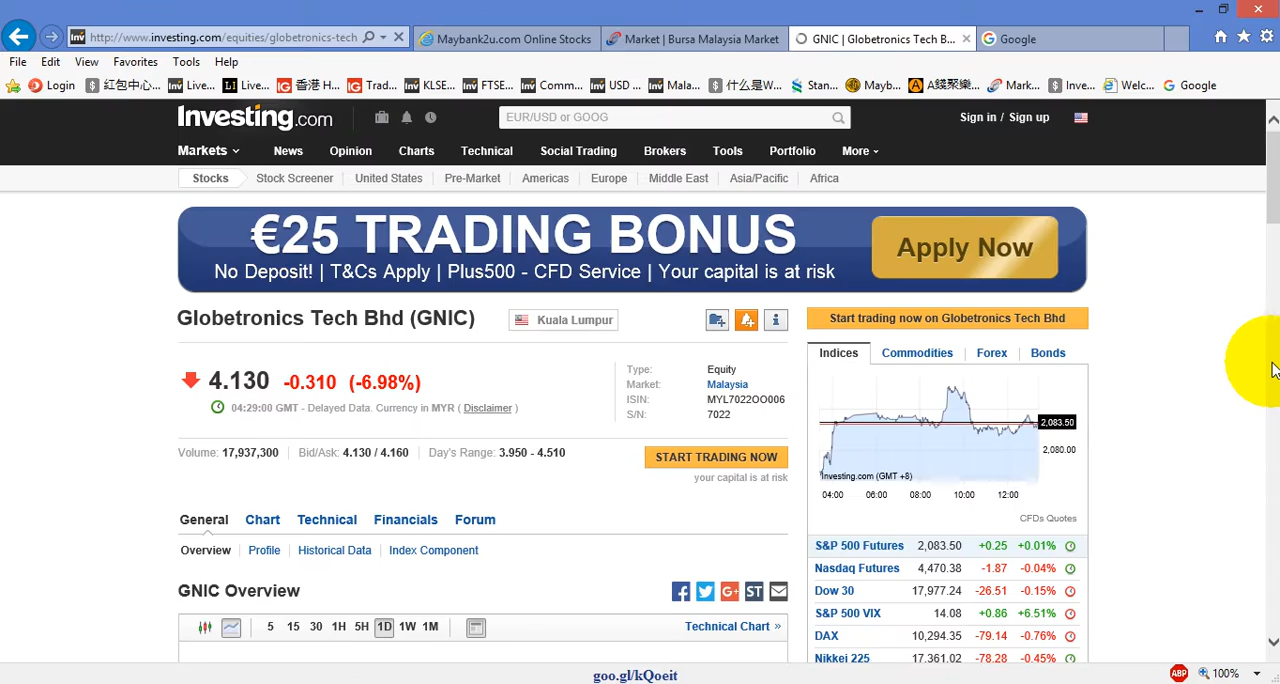 http://www.investing.com/equities/globetronics-tech
Maybank2u.com Online Stocks
Market | Bursa Malaysia Market
GNIC | Globetronics Tech B...
Google
File Edit View Favorites Tools Help
Login 红包中心... Live... Live... 香港 H... Trad... KLSE... FTSE... Comm... USD ... Mala... 什么是W... Stan... Mayb... A錢聚樂... Mark... Inve... Welc... Google
Investing.com
EUR/USD or GOOG
Sign in / Sign up
Markets News Opinion Charts Technical Social Trading Brokers Tools Portfolio More
Stocks Stock Screener United States Pre-Market Americas Europe Middle East Asia/Pacific Africa
€25 TRADING BONUS
No Deposit! | T&Cs Apply | Plus500 - CFD Service | Your capital is at risk
Apply Now
Globetronics Tech Bhd (GNIC)
Kuala Lumpur
4.130 -0.310 (-6.98%)
04:29:00 GMT - Delayed Data. Currency in MYR ( Disclaimer )
Type: Equity
Market: Malaysia
ISIN: MYL7022OO006
S/N: 7022
Volume: 17,937,300 Bid/Ask: 4.130 / 4.160 Day's Range: 3.950 - 4.510
START TRADING NOW
your capital is at risk
General Chart Technical Financials Forum
Overview Profile Historical Data Index Component
GNIC Overview
5 15 30 1H 5H 1D 1W 1M
Technical Chart »
Start trading now on Globetronics Tech Bhd
Indices Commodities Forex Bonds
2,083.50
2,080.00
Investing.com (GMT +8)
04:00 06:00 08:00 10:00 12:00
CFDs Quotes
S&P 500 Futures 2,083.50 +0.25 +0.01%
Nasdaq Futures 4,470.38 -1.87 -0.04%
Dow 30 17,977.24 -26.51 -0.15%
S&P 500 VIX 14.08 +0.86 +6.51%
DAX 10,294.35 -79.14 -0.76%
Nikkei 225 17,361.02 -78.28 -0.45%
goo.gl/kQoeit
ABP
100%